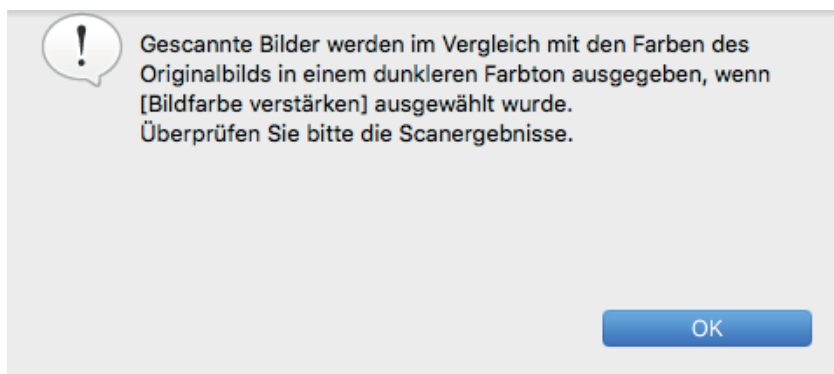 Gescannte Bilder werden im Vergleich mit den Farben des
Originalbilds in einem dunkleren Farbton ausgegeben, wenn
[Bildfarbe verstärken] ausgewählt wurde.
Überprüfen Sie bitte die Scanergebnisse.
OK